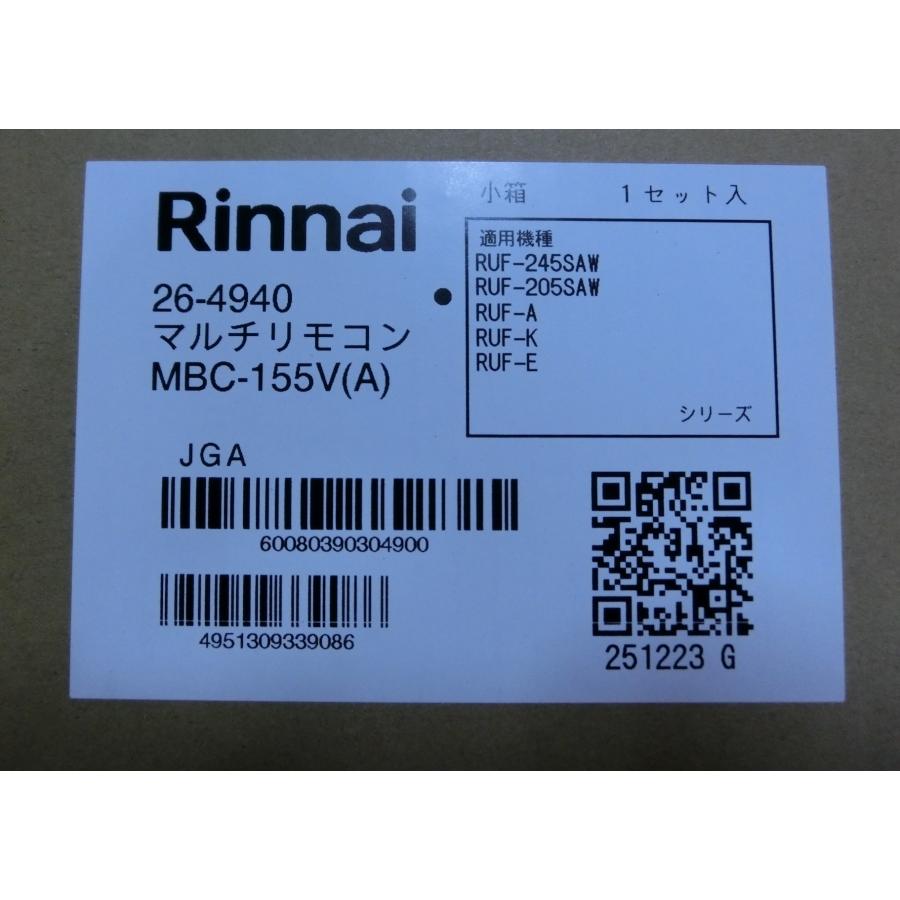 Rinnai
26-4940
マルチリモコン
MBC-155V(A)
小箱 1セット入
適用機種
RUF-245SAW
RUF-205SAW
RUF-A
RUF-K
RUF-E
シリーズ
JGA
60080390304900
4951309339086
251223 G